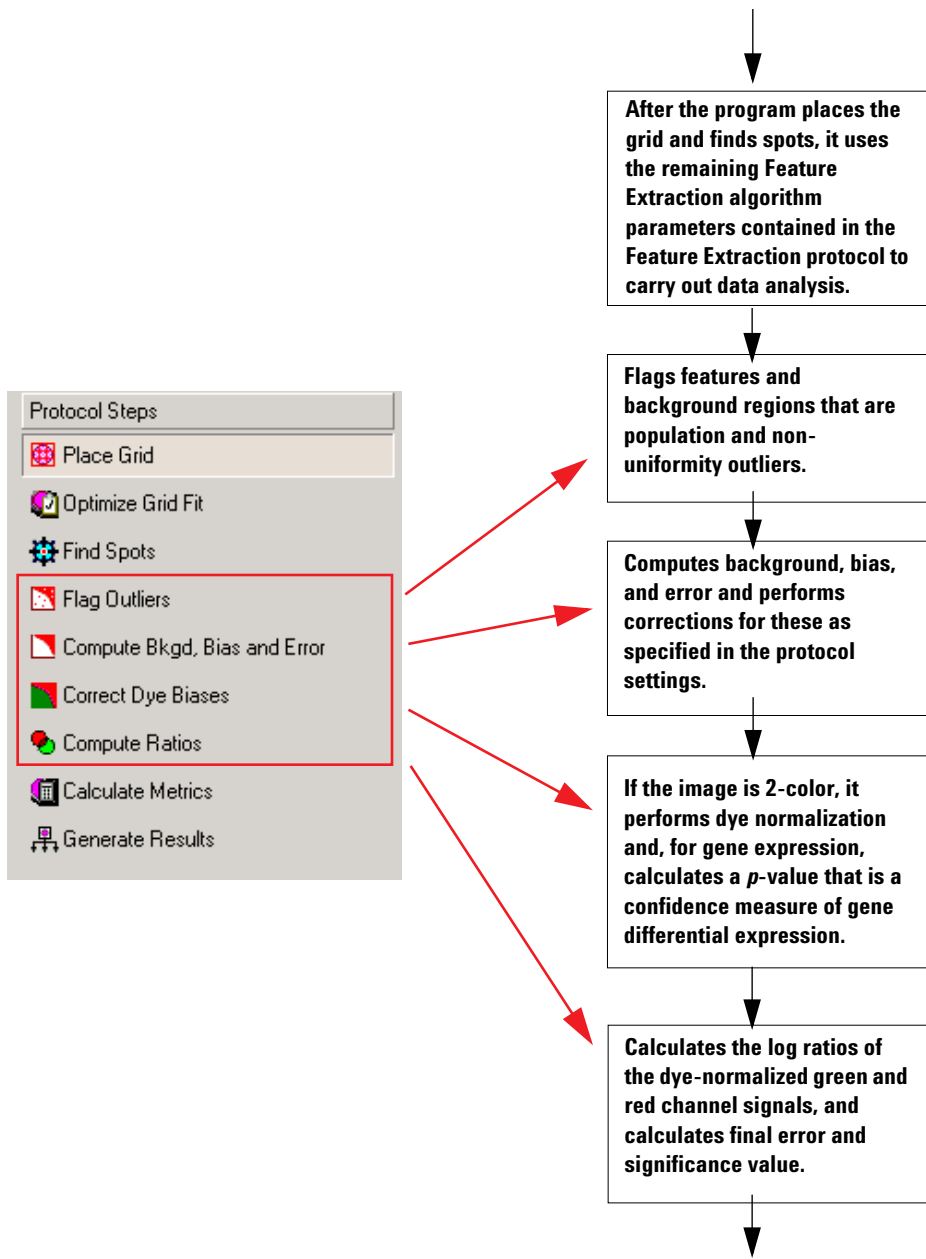 After the program places the
grid and finds spots, it uses
the remaining Feature
Extraction algorithm
parameters contained in the
Feature Extraction protocol to
carry out data analysis.
Flags features and
background regions that are
population and non-
uniformity outliers.
Protocol Steps
Place Grid
Optimize Grid Fit
Find Spots
Flag Outliers
Compute Bkgd, Bias and Error
Correct Dye Biases
Compute Ratios
Calculate Metrics
Generate Results
Computes background, bias,
and error and performs
corrections for these as
specified in the protocol
settings.
If the image is 2-color, it
performs dye normalization
and, for gene expression,
calculates a p-value that is a
confidence measure of gene
differential expression.
Calculates the log ratios of
the dye-normalized green and
red channel signals, and
calculates final error and
significance value.